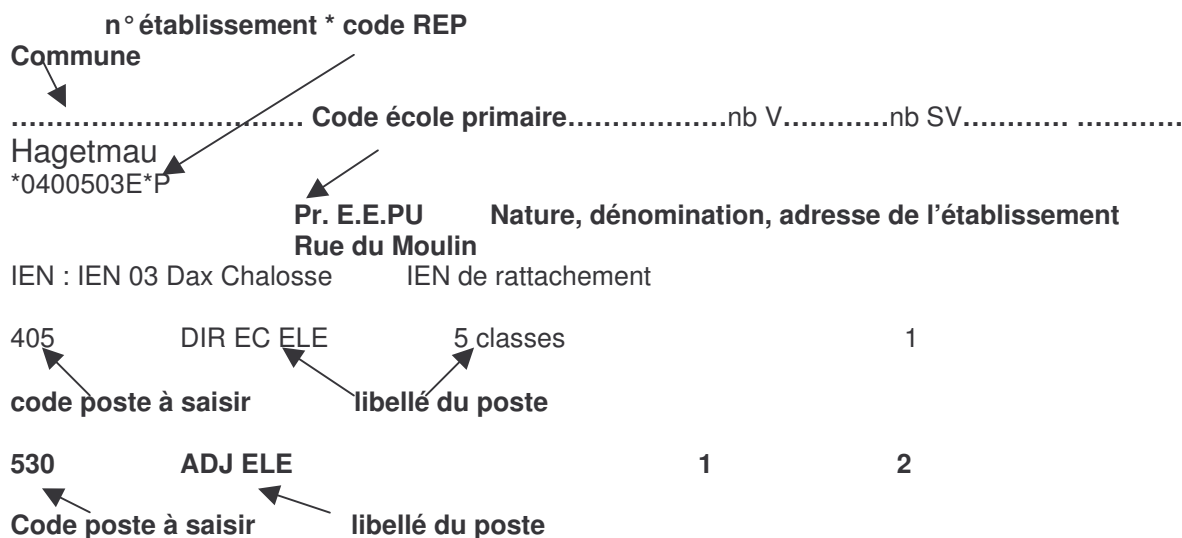 n° établissement * code REP
Commune
................................. Code école primaire..................nb V............nb SV............ ............
Hagetmau
*0400503E*P
Pr. E.E.PU Nature, dénomination, adresse de l'établissement
Rue du Moulin
IEN : IEN 03 Dax Chalosse IEN de rattachement
405 DIR EC ELE 5 classes 1
code poste à saisir libellé du poste
530 ADJ ELE 1 2
Code poste à saisir libellé du poste